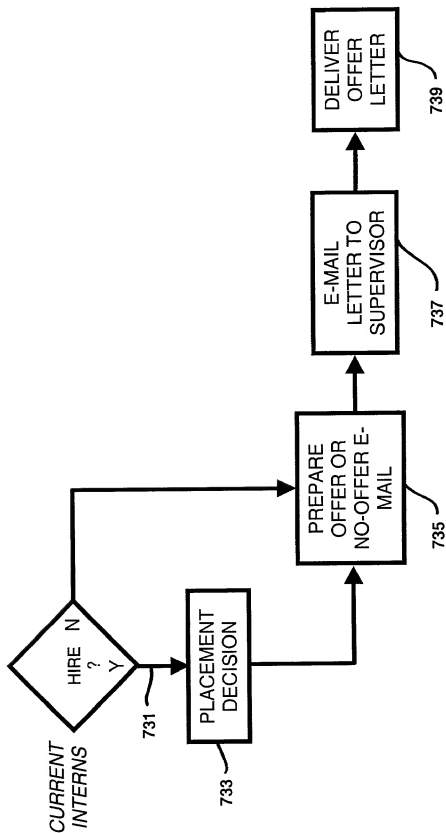 CURRENT
INTERNS
HIRE
?
N
Y
731
PLACEMENT
DECISION
733
PREPARE
OFFER OR
NO-OFFER E-
MAIL
735
E-MAIL
LETTER TO
SUPERVISOR
737
DELIVER
OFFER
LETTER
739